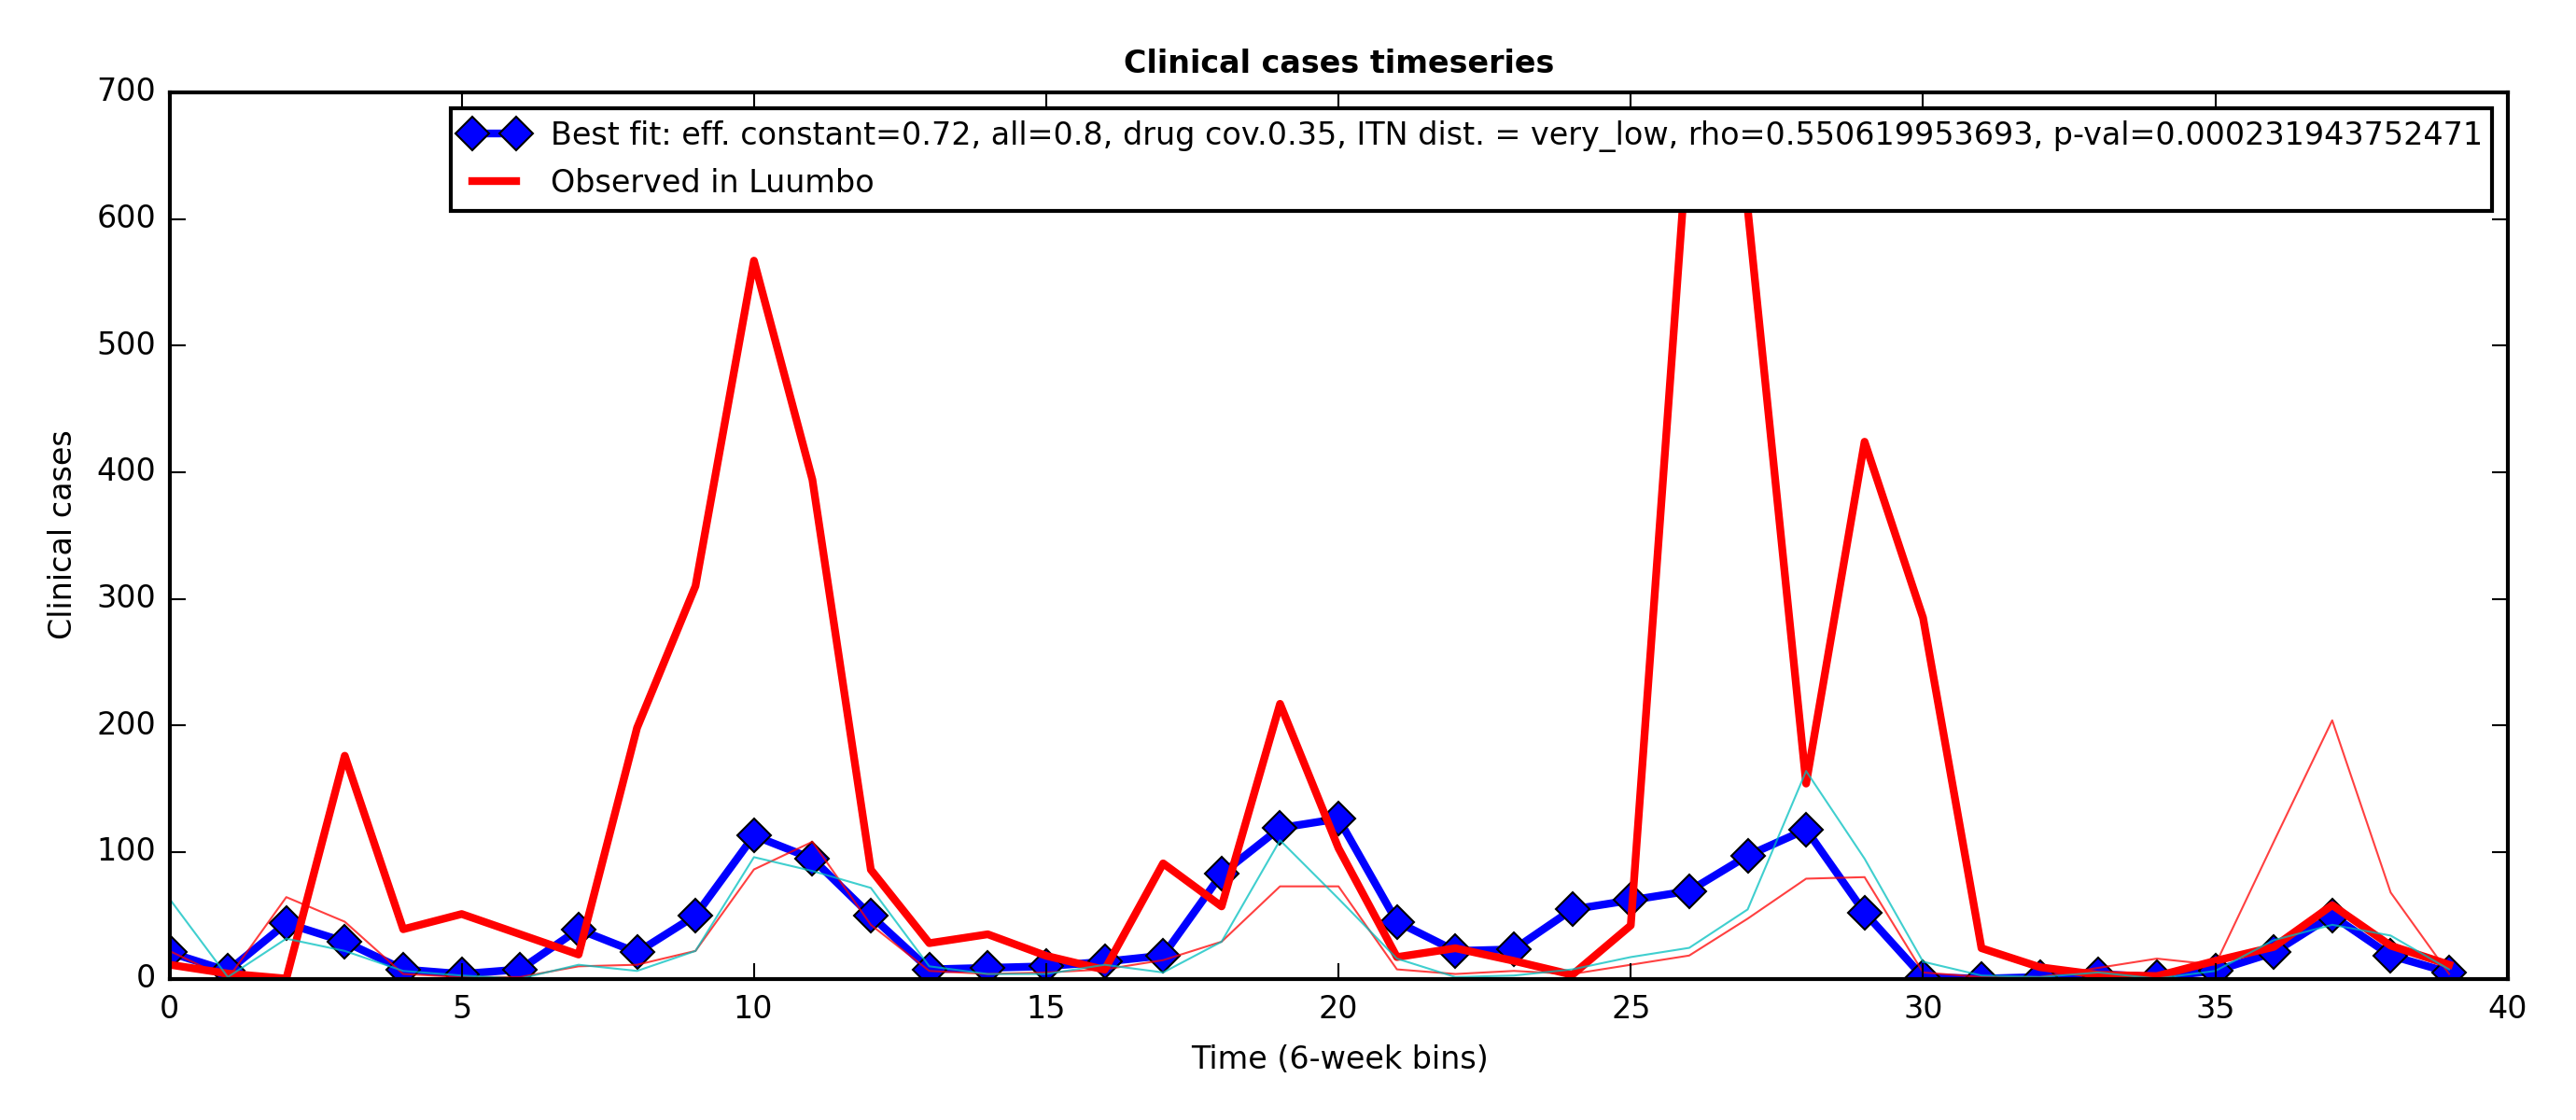 Clinical cases timeseries
700
600
500
400
300
200
100
0
Clinical cases
Best fit: eff. constant=0.72, all=0.8, drug cov.0.35, ITN dist. = very_low, rho=0.550619953693, p-val=0.000231943752471
Observed in Luumbo
0 5 10 15 20 25 30 35 40
Time (6-week bins)